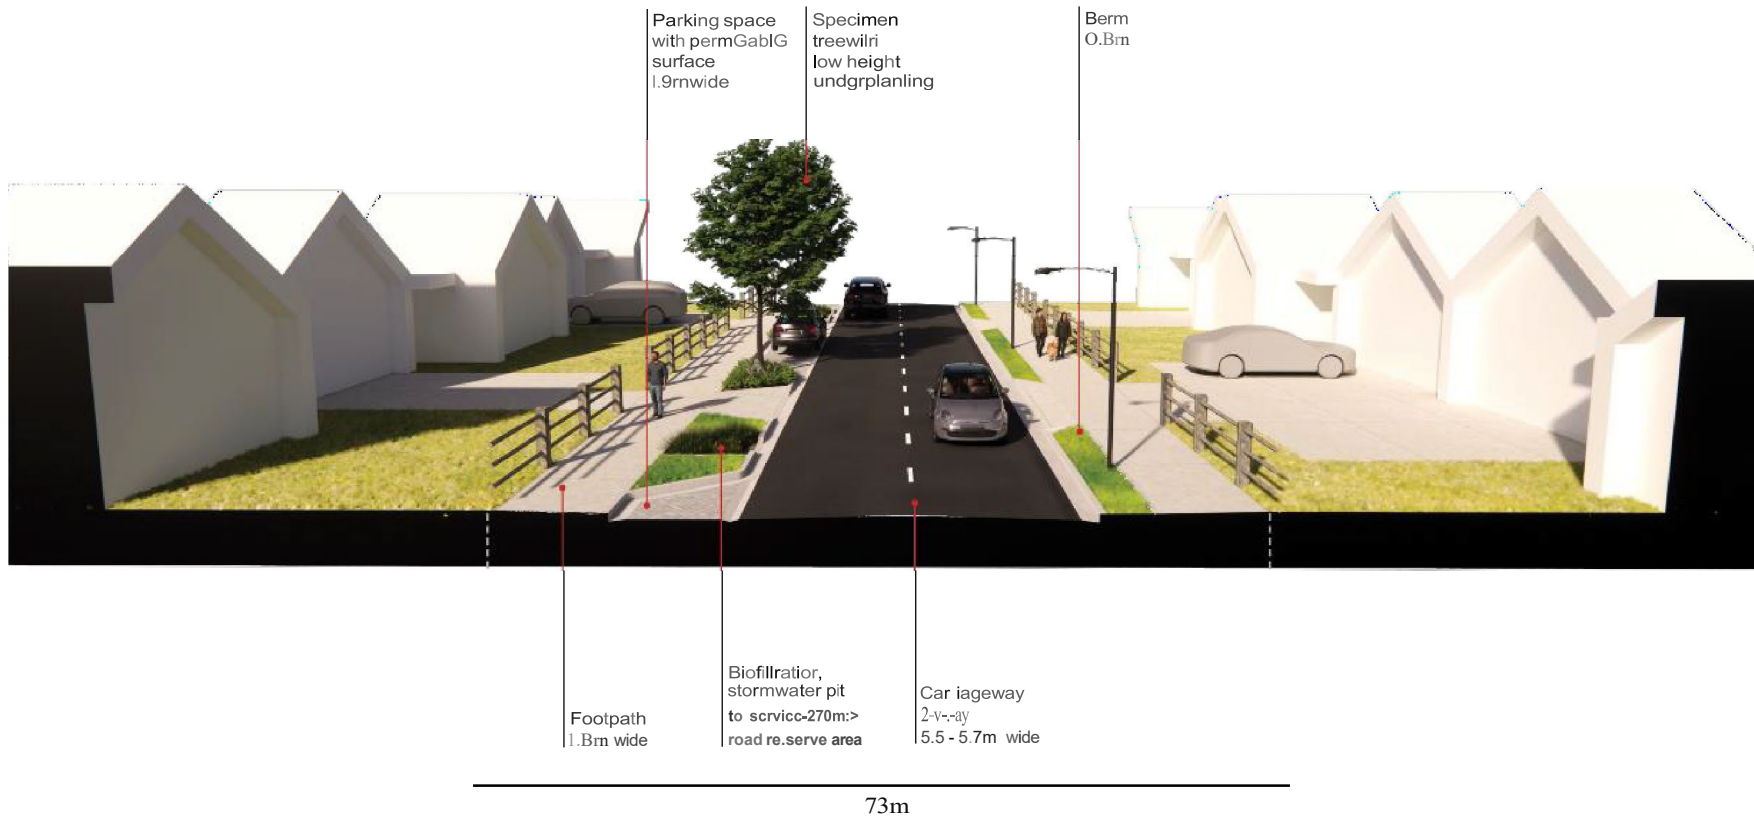 Parking space
with permGablG
surface
l.9rnwide
Specimen
treewilri
low height
undgrplanling
Berm
O.Brn
Footpath
1.Brn wide
Biofillratior,
stormwater pit
to scrvicc-270m:>
road re.serve area
Car iageway
2-v-.-ay
5.5 - 5.7m wide
73m